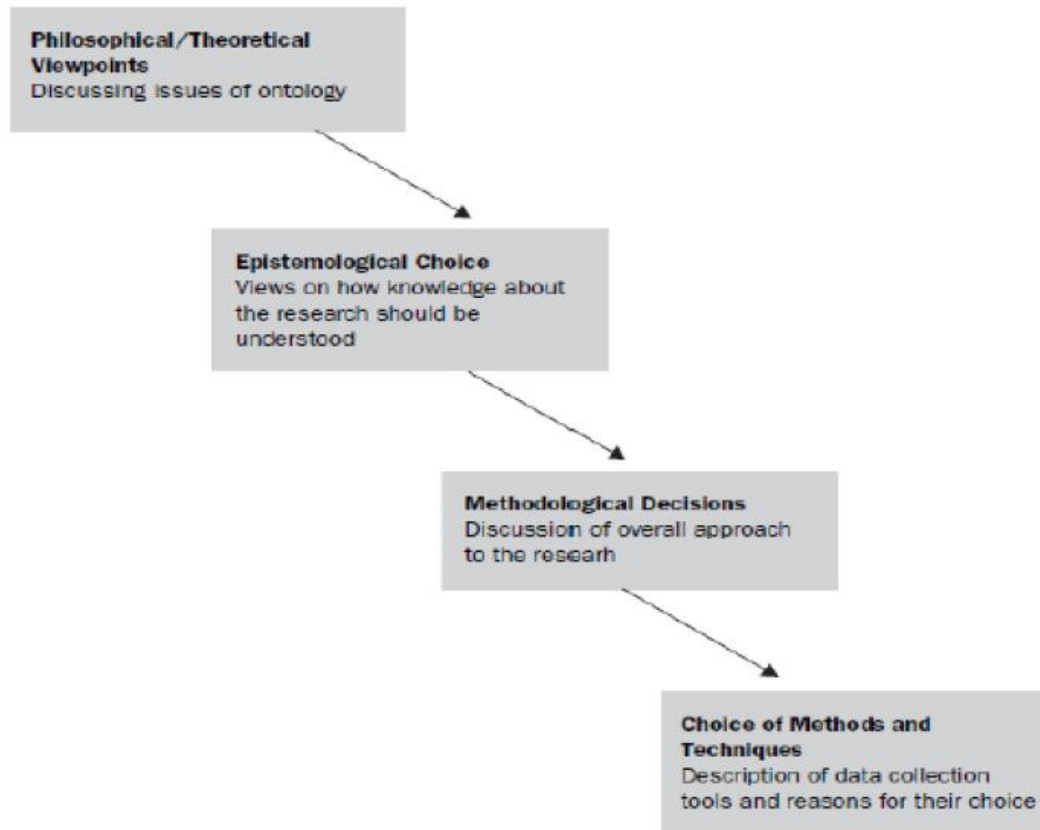 Philosophical/Theoretical
Viewpoints
Discussing issues of ontology
Epistemological Choice
Views on how knowledge about
the research should be
understood
Methodological Decisions
Discussion of overall approach
to the researh
Choice of Methods and
Techniques
Description of data collection
tools and reasons for their choice